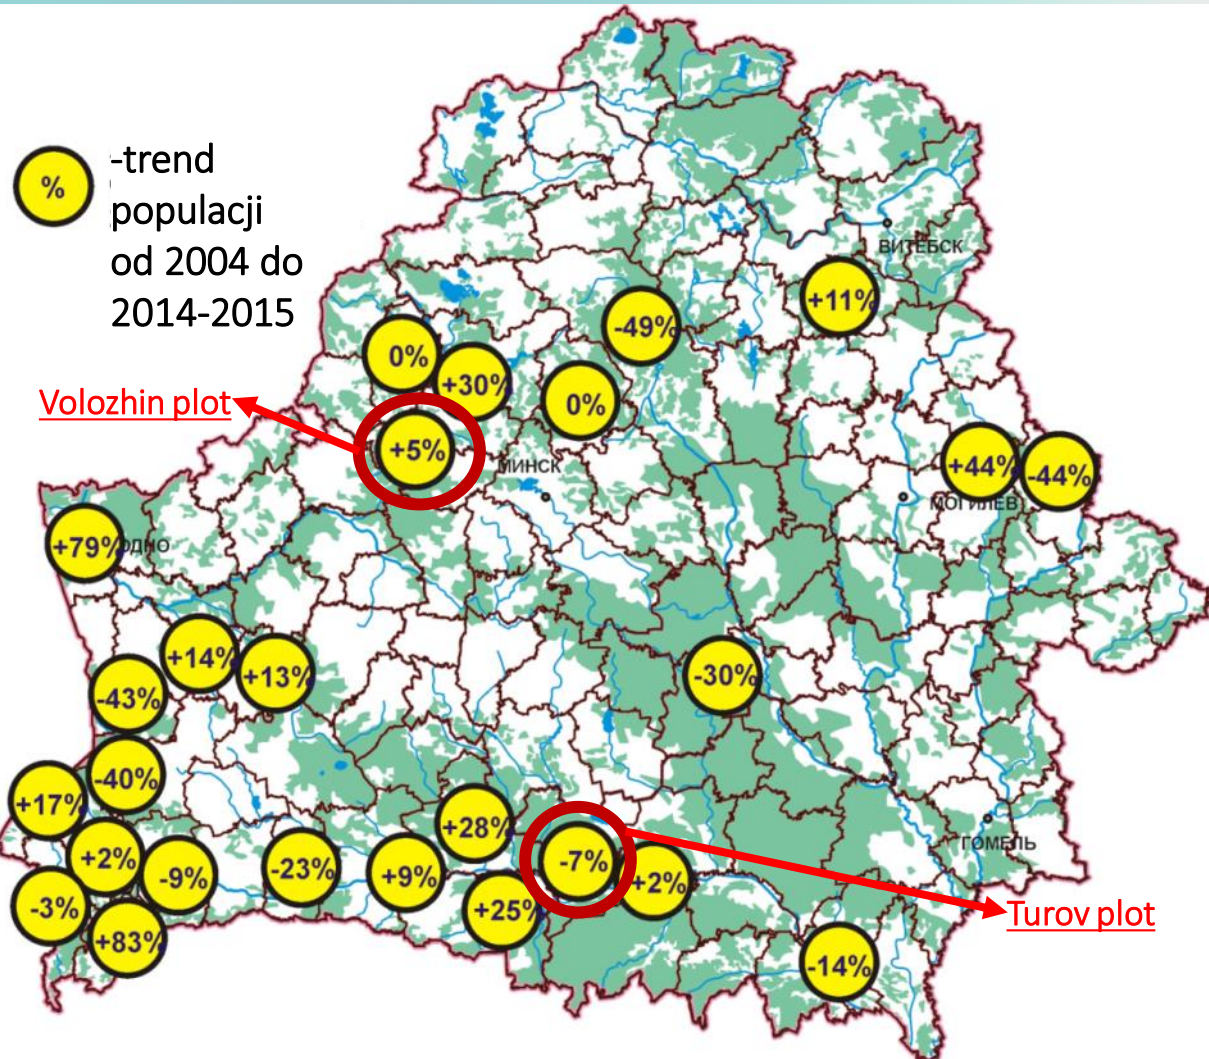 %
-trend
populacji
od 2004 do
2014-2015
ВИТЕБСК
+11%
-49%
0%
+30%
0%
Volozhin plot
+5%
МИНСК
+44%
-44%
МОГИЛЕВ
+79%
ОДНО
+14%
+13%
-43%
-30%
-40%
+17%
+28%
ГОМЕЛЬ
+2%
-9%
-23%
+9%
-7%
+2%
-3%
+25%
Turov plot
+83%
-14%